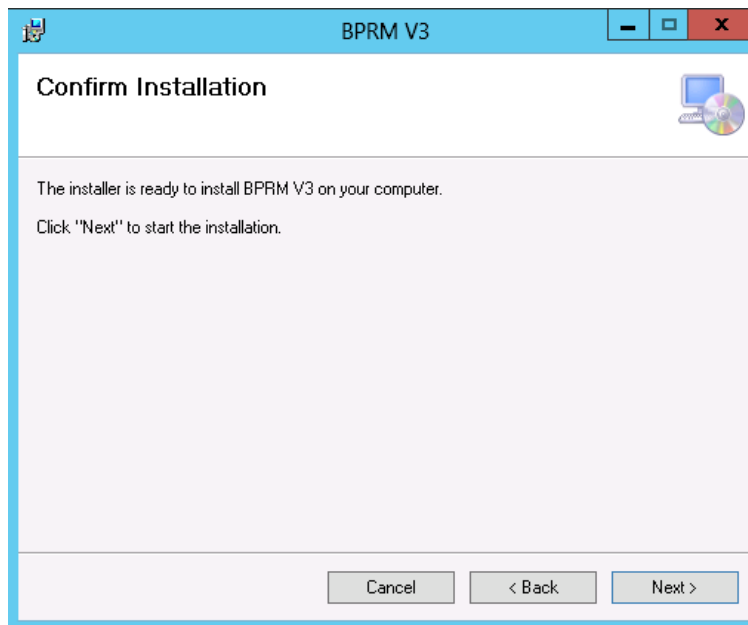 BPRM V3
Confirm Installation
The installer is ready to install BPRM V3 on your computer.
Click "Next" to start the installation.
Cancel
< Back
Next >